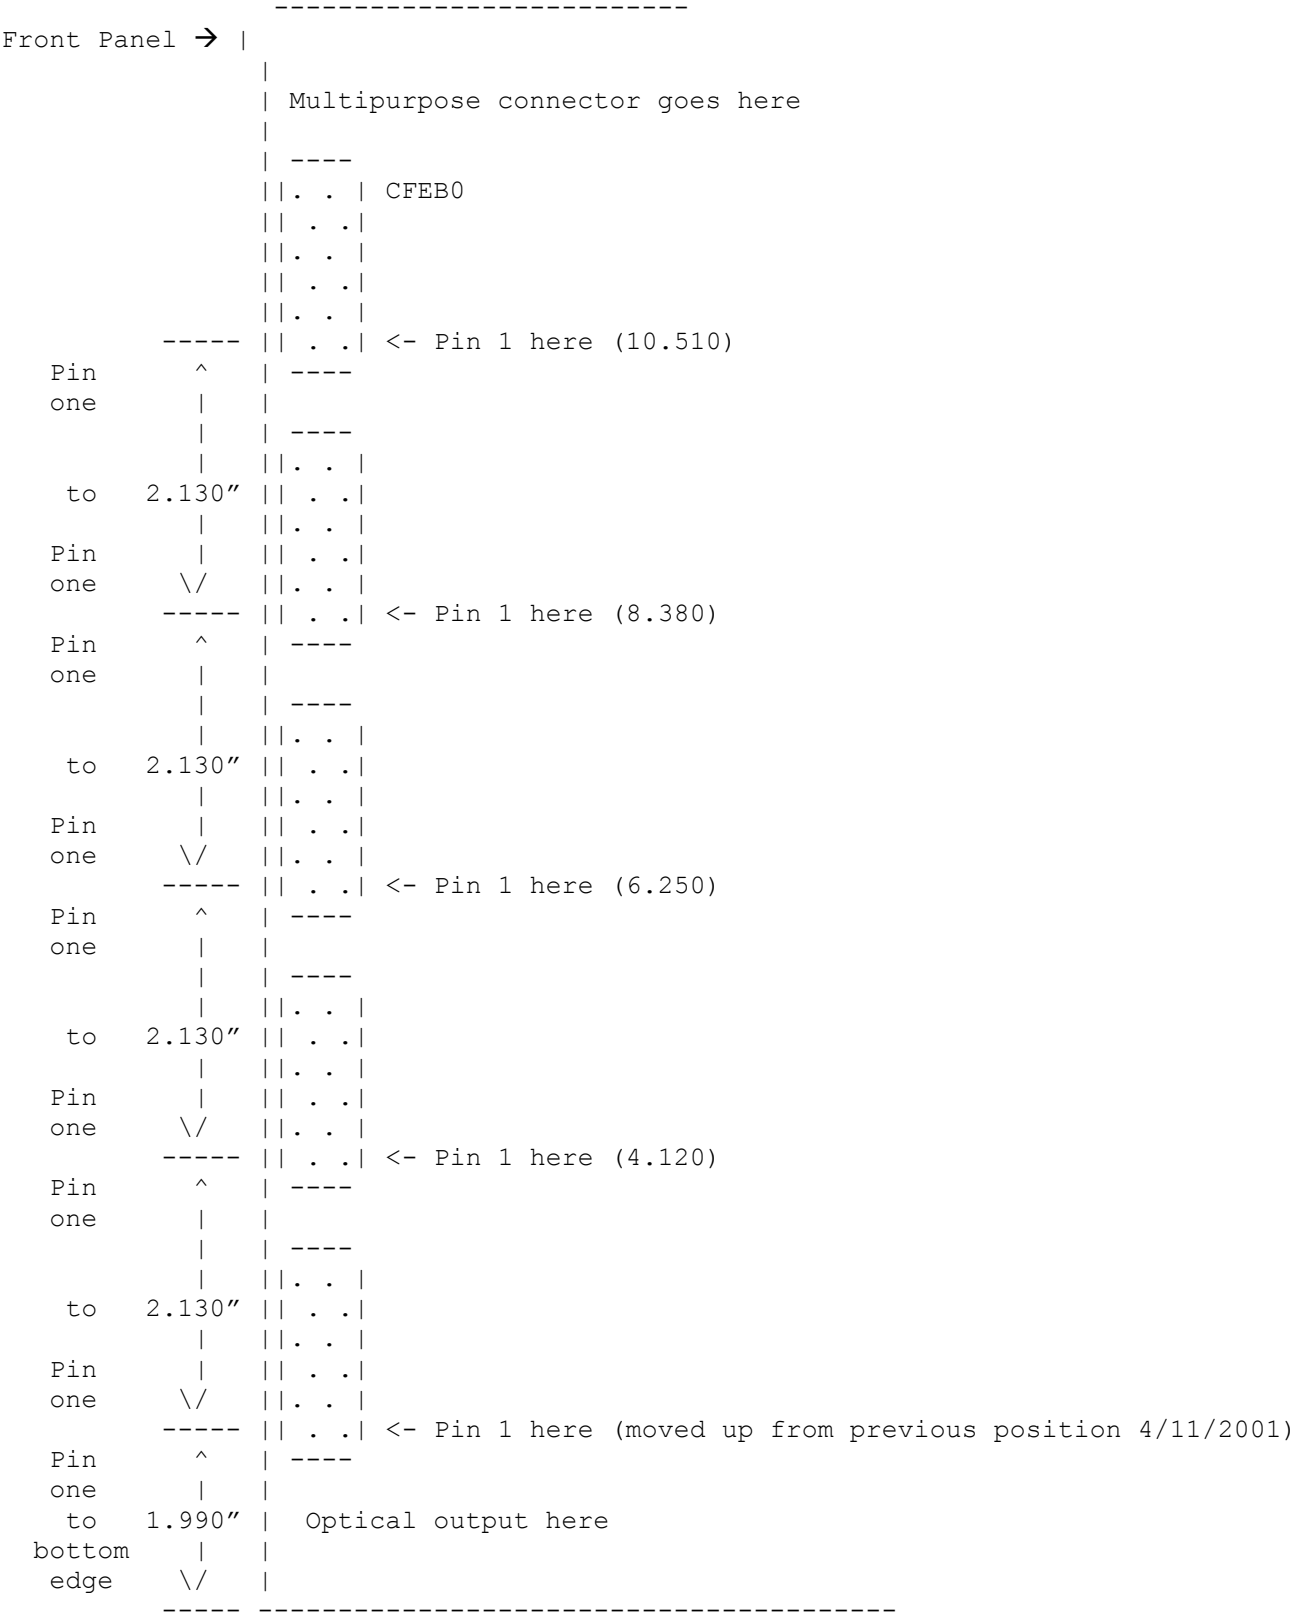 --------------------------
Front Panel → |
|
| Multipurpose connector goes here
|
| ----
||. . | CFEB0
|| . .|
||. . |
|| . .|
||. . |
----- || . .| <- Pin 1 here (10.510)
Pin ^ | ----
one | |
| | ----
| ||. . |
to 2.130” || . .|
| ||. . |
Pin | || . .|
one \/ ||. . |
----- || . .| <- Pin 1 here (8.380)
Pin ^ | ----
one | |
| | ----
| ||. . |
to 2.130” || . .|
| ||. . |
Pin | || . .|
one \/ ||. . |
----- || . .| <- Pin 1 here (6.250)
Pin ^ | ----
one | |
| | ----
| ||. . |
to 2.130” || . .|
| ||. . |
Pin | || . .|
one \/ ||. . |
----- || . .| <- Pin 1 here (4.120)
Pin ^ | ----
one | |
| | ----
| ||. . |
to 2.130” || . .|
| ||. . |
Pin | || . .|
one \/ ||. . |
----- || . .| <- Pin 1 here (moved up from previous position 4/11/2001)
Pin ^ | ----
one | |
to 1.990” | Optical output here
bottom | |
edge \/ |
----- ----------------------------------------